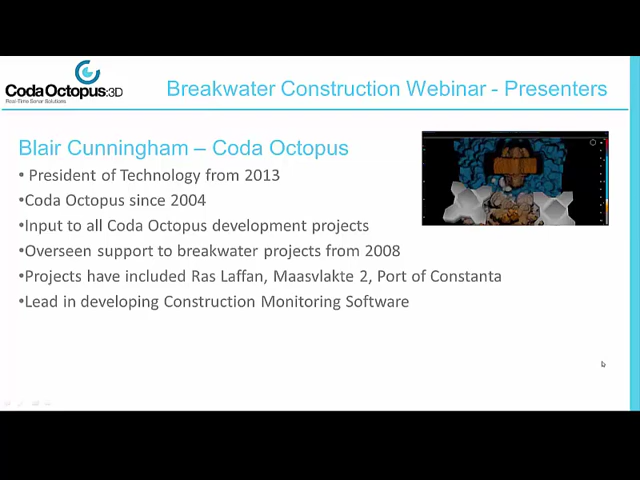 CodaOctopus:3D
Real-Time Sonar Solutions
Breakwater Construction Webinar - Presenters
Blair Cunningham – Coda Octopus
• President of Technology from 2013
•Coda Octopus since 2004
•Input to all Coda Octopus development projects
•Overseen support to breakwater projects from 2008
•Projects have included Ras Laffan, Maasvlakte 2, Port of Constanta
•Lead in developing Construction Monitoring Software